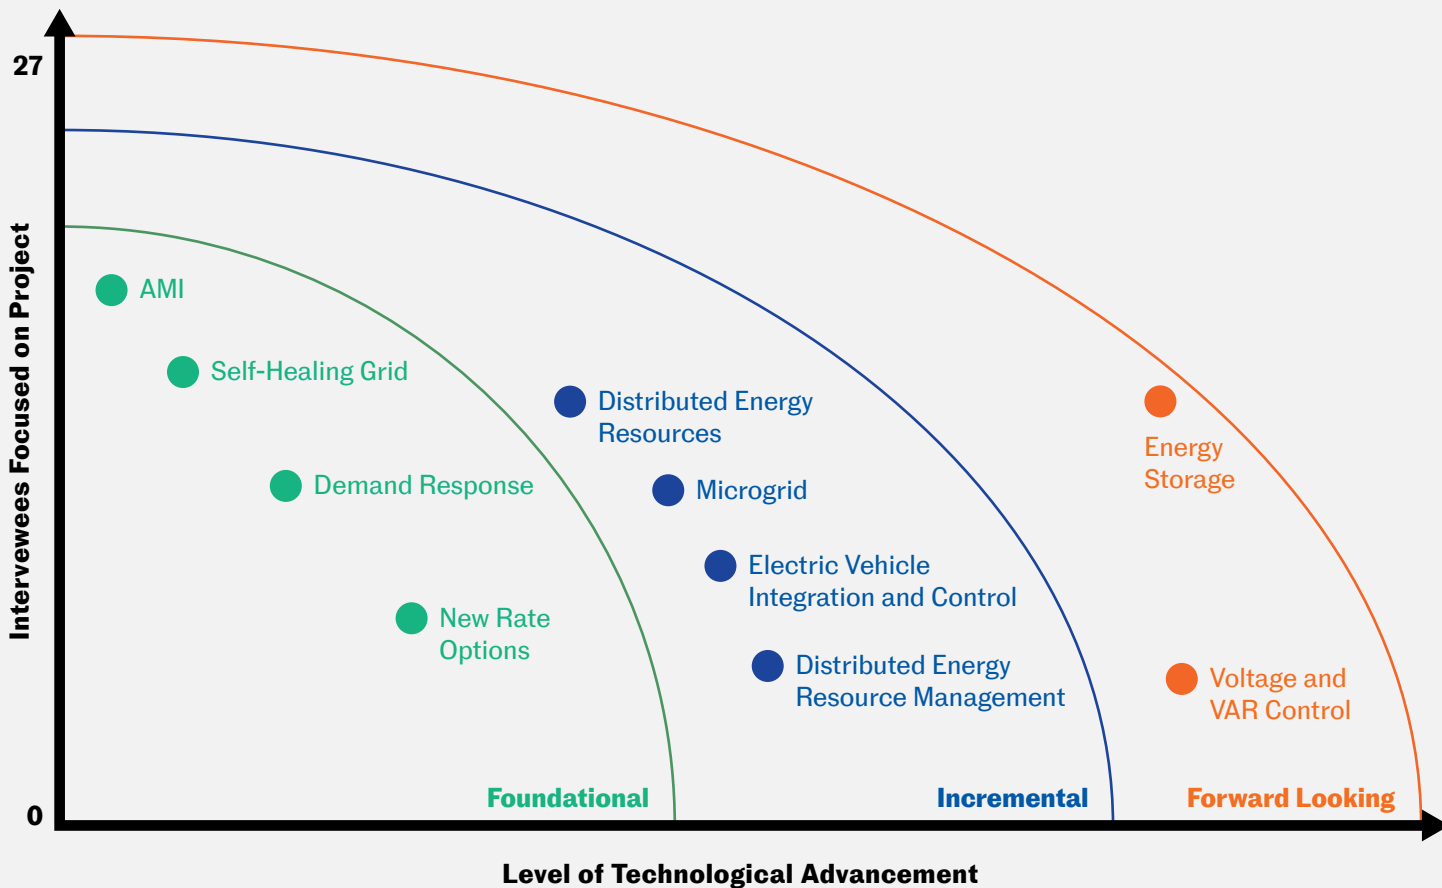 27
Intervewees Focused on Project
AMI
Self-Healing Grid
Distributed Energy
Resources
Energy
Storage
Demand Response
Microgrid
Electric Vehicle
Integration and Control
New Rate
Options
Distributed Energy
Resource Management
Voltage and
VAR Control
Foundational
Incremental
Forward Looking
0
Level of Technological Advancement